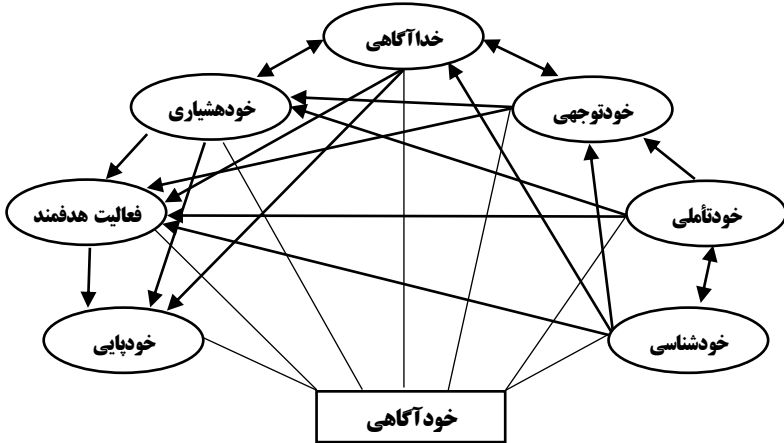 خداآگاهی
خودتوجهی
خودهشیاری
خودتأملی
فعالیت هدفمند
خودشناسی
خودپایی
خودآگاهی